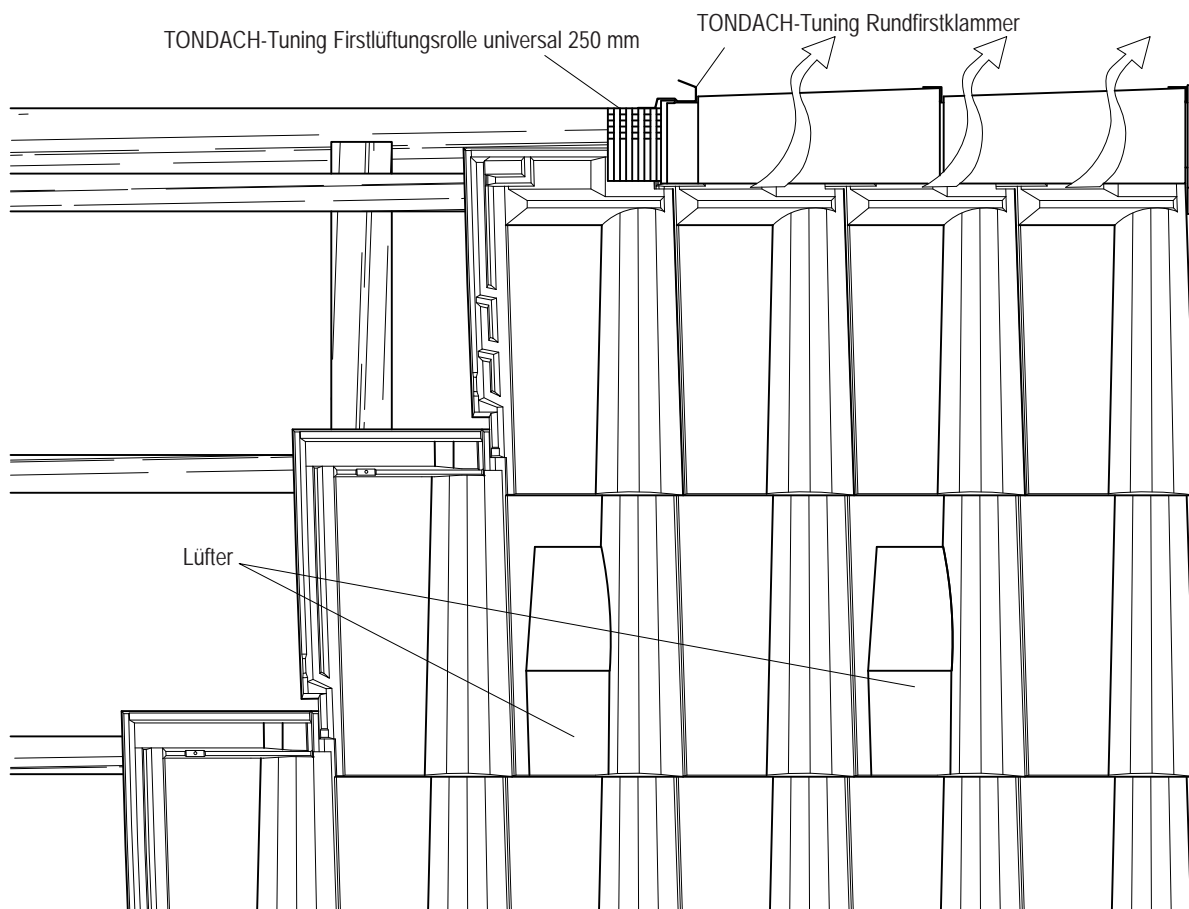 TONDACH-Tuning Rundfirstklammer
TONDACH-Tuning Firstlüftungsrolle universal 250 mm
Lüfter